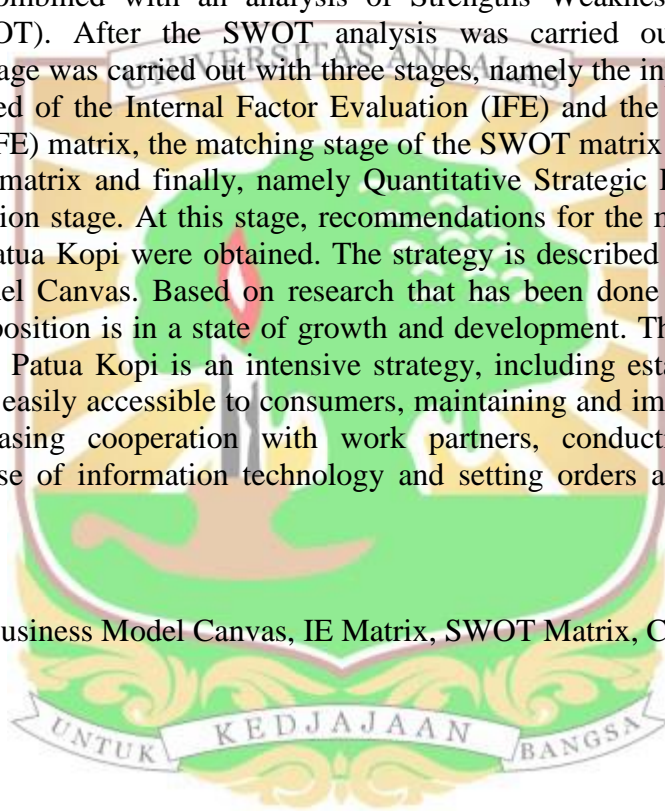 ombined with an analysis of Strengths Weakness
OT). After the SWOT analysis was carried ou
UNIVERSITAS ANDALAS
age was carried out with three stages, namely the in
ed of the Internal Factor Evaluation (IFE) and the
FE) matrix, the matching stage of the SWOT matrix
matrix and finally, namely Quantitative Strategic
ion stage. At this stage, recommendations for the
atua Kopi were obtained. The strategy is described
el Canvas. Based on research that has been done
position is in a state of growth and development. Th
Patua Kopi is an intensive strategy, including esta
easily accessible to consumers, maintaining and im
asing cooperation with work partners, conducti
se of information technology and setting orders a
usiness Model Canvas, IE Matrix, SWOT Matrix, C
UNTUK KEDJAJAAN BANGSA